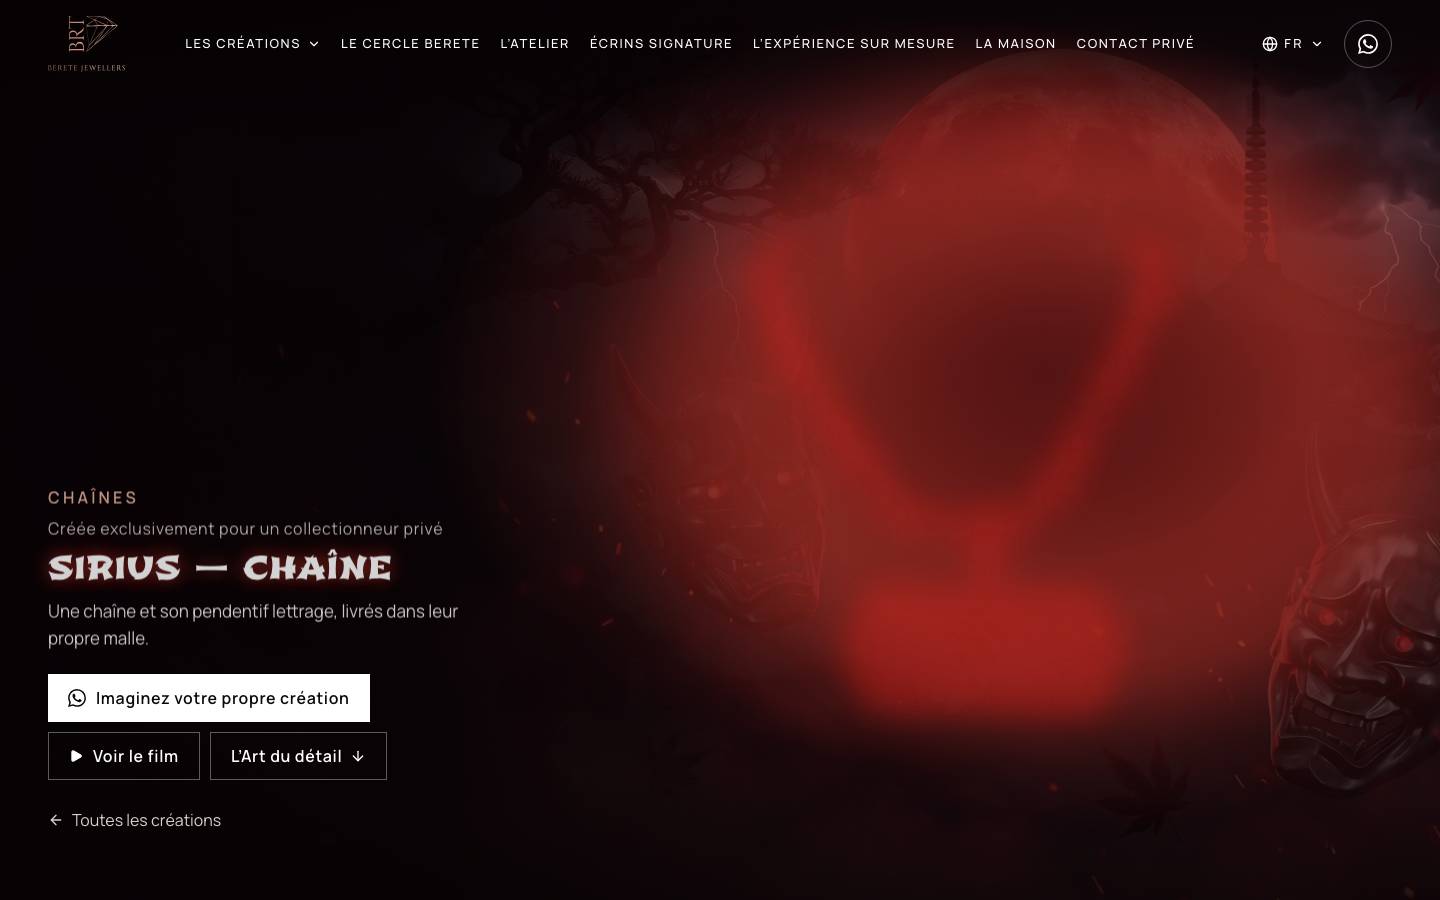 BRT
BERETE JEWELLERS
LES CRÉATIONS
LE CERCLE BERETE
L’ATELIER
ÉCRINS SIGNATURE
L’EXPÉRIENCE SUR MESURE
LA MAISON
CONTACT PRIVÉ
FR
CHAÎNES
Créée exclusivement pour un collectionneur privé
SIRIUS — CHAÎNE
Une chaîne et son pendentif lettrage, livrés dans leur
propre malle.
Imaginez votre propre création
Voir le film
L’Art du détail
Toutes les créations